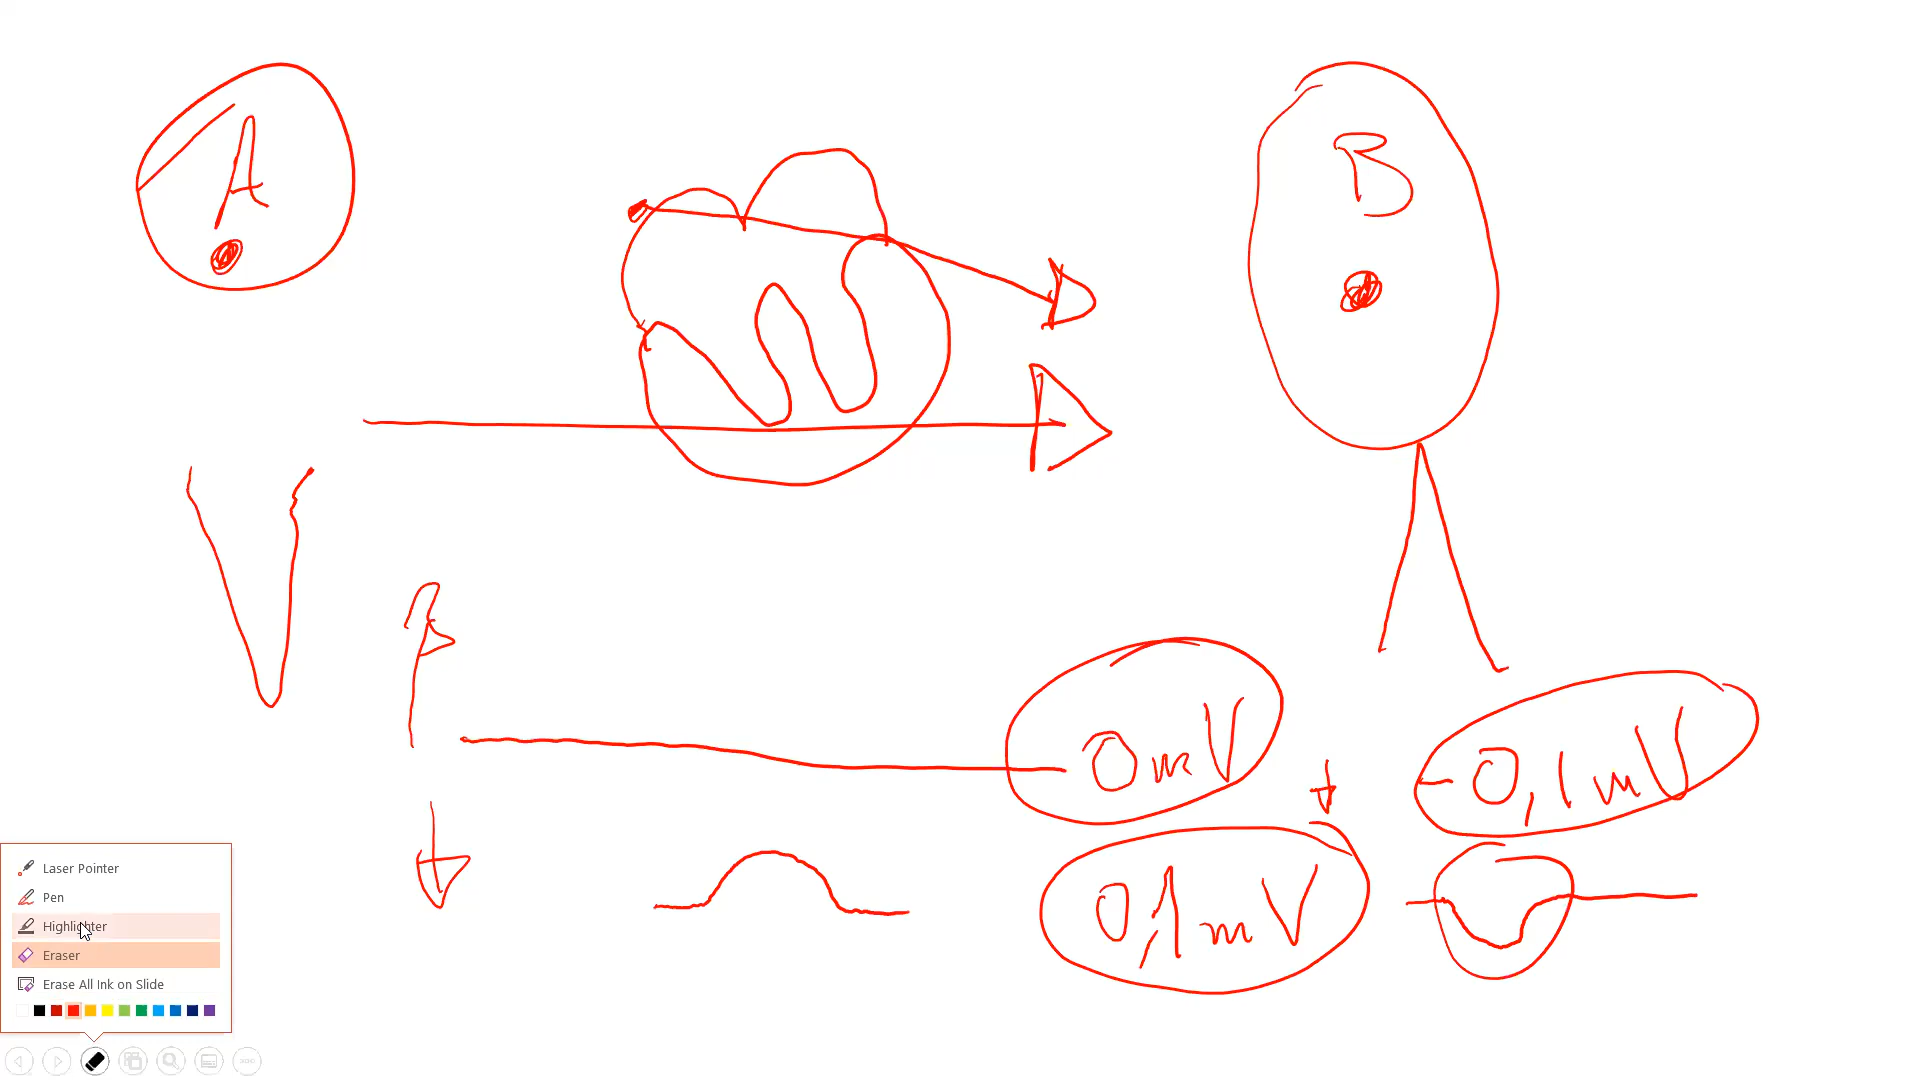 A
B
0mV
-0,1mV
0,1mV
Laser Pointer
Pen
Highlighter
Eraser
Erase All Ink on Slide